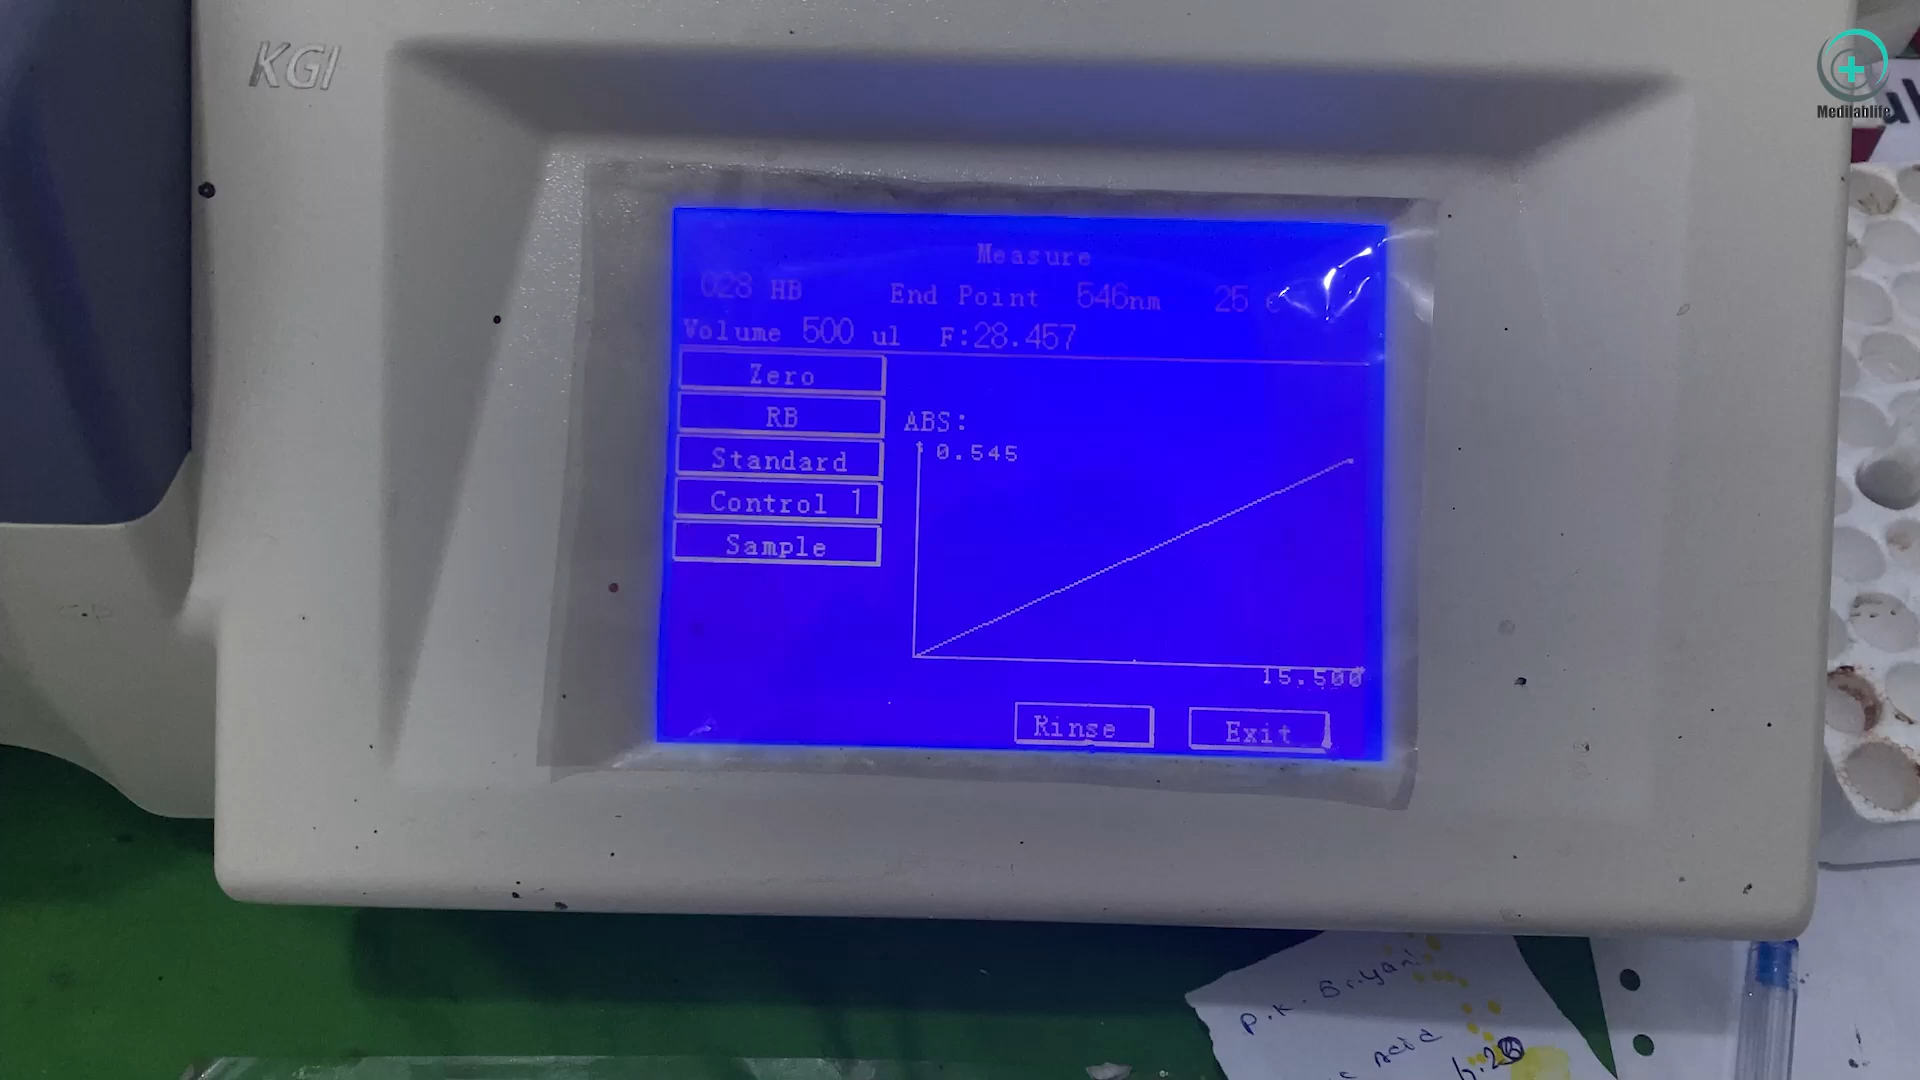 KGI
Medilablife
Measure
028 HB End Point 546nm 25 c
Volume 500 ul F:28.457
Zero
RB
Standard
Control 1
Sample
ABS:
0.545
15.500
Rinse
Exit
P.K.
Acid